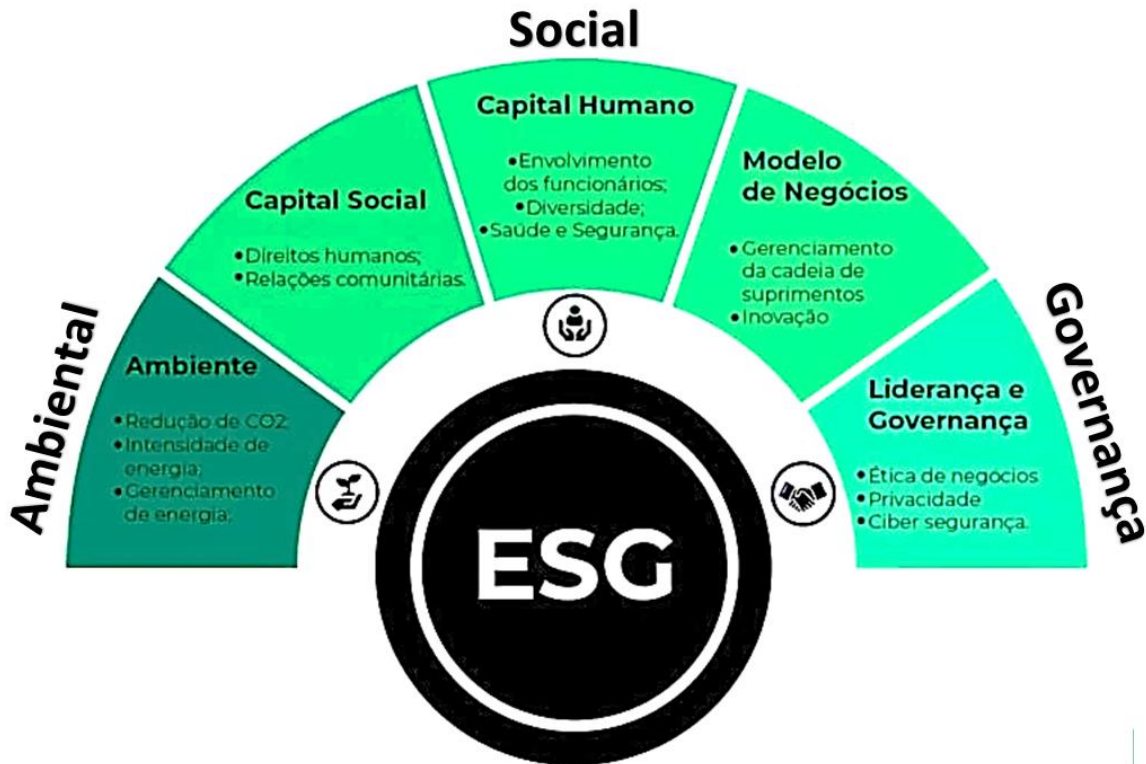 Social
Capital Humano
•Envolvimento
dos funcionários;
•Diversidade;
•Saúde e Segurança.
Capital Social
•Direitos humanos;
•Relações comunitárias.
Modelo
de Negócios
•Gerenciamento
da cadeia de
suprimentos
•Inovação
Ambiental
Ambiente
•Redução de CO2;
•Intensidade de
energia;
•Gerenciamento
de energia;
Governança
Liderança e
Governança
•Ética de negócios
•Privacidade
•Ciber segurança.
ESG